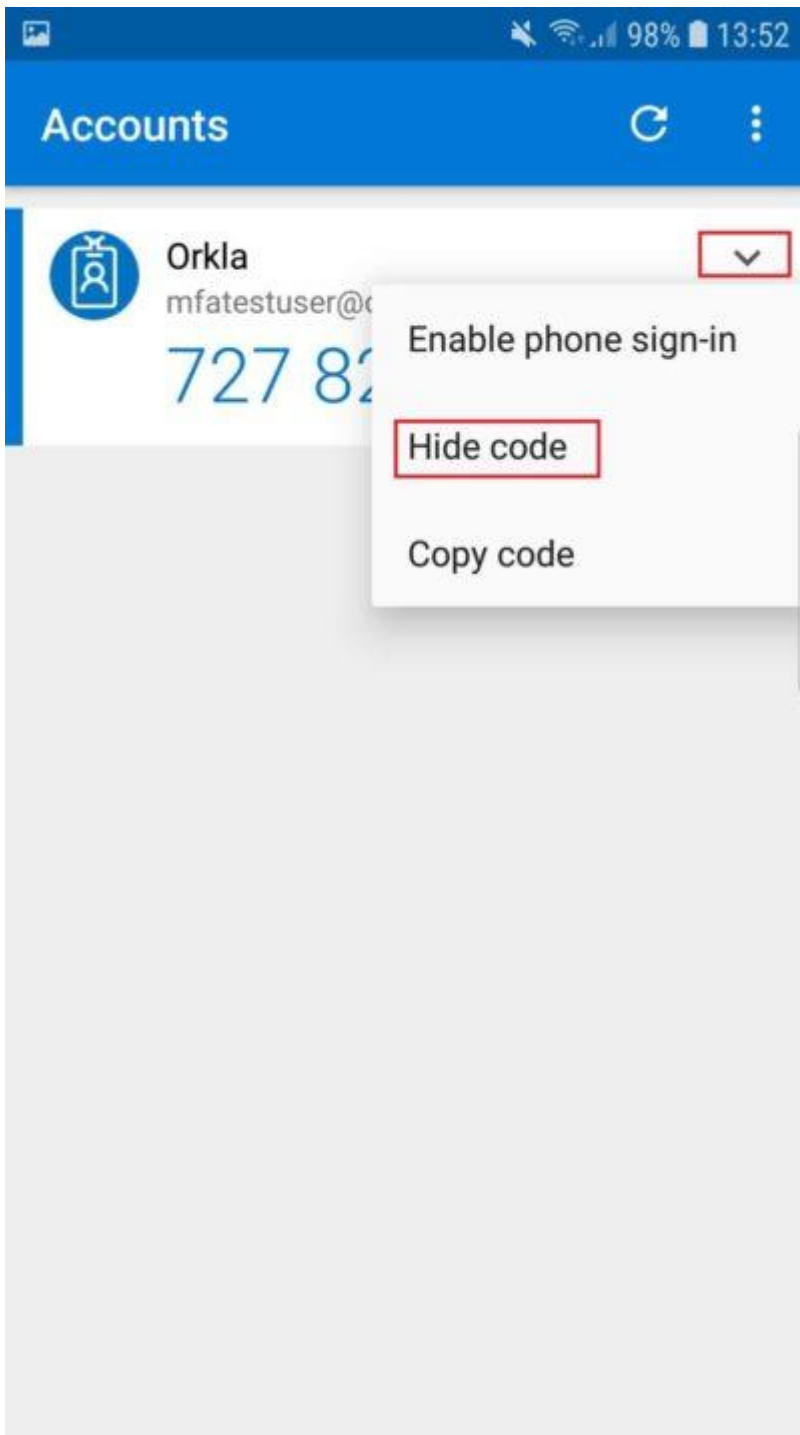 98% 13:52
Accounts
Orkla
mfatestuser@
727 82
Enable phone sign-in
Hide code
Copy code